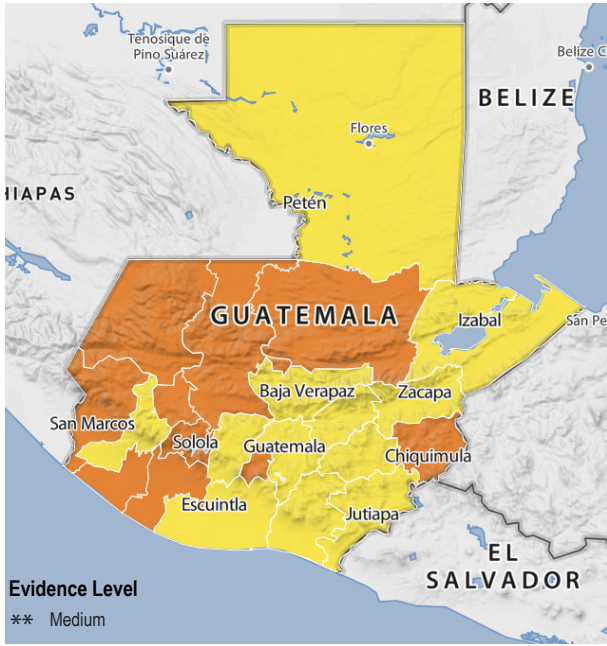 Tenosique de
Pino Suárez
Belize C
BELIZE
Flores
HIAPAS
Petén
GUATEMALA
Izabal
San Pe
Baja Verapaz
Zacapa
San Marcos
Solola
Guatemala
Chiquimula
Escuintla
Jutiapa
EL
SALVADOR
Evidence Level
** Medium